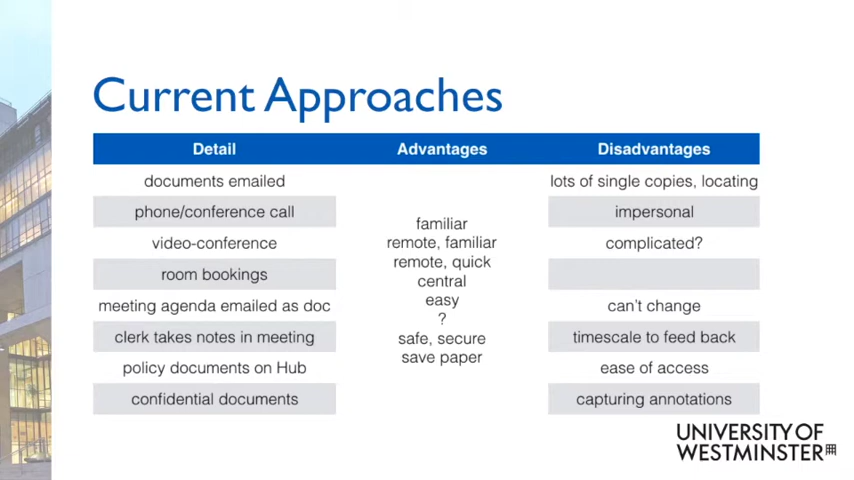 Current Approaches
Detail Advantages Disadvantages
documents emailed lots of single copies, locating
phone/conference call impersonal
familiar
video-conference remote, familiar complicated?
remote, quick
room bookings central
easy
meeting agenda emailed as doc can't change
?
clerk takes notes in meeting safe, secure timescale to feed back
save paper
policy documents on Hub ease of access
confidential documents capturing annotations
UNIVERSITY OF
WESTMINSTER